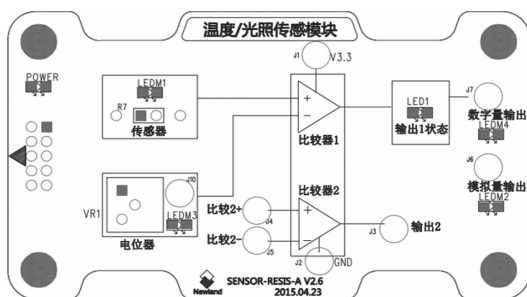 温度/光照传感模块
POWER
LEDM1
R7
传感器
J1
V3.3
+
−
比较器1
LED1
输出1状态
J7
数字量输出
LEDM4
J6
模拟量输出
LEDM2
VR1
J10
LEDM3
电位器
比较2+
J4
比较2-
J5
比较器2
+
−
J3
输出2
J2
GND
Newland
SENSOR-RESIS-A V2.6
2015.04.23